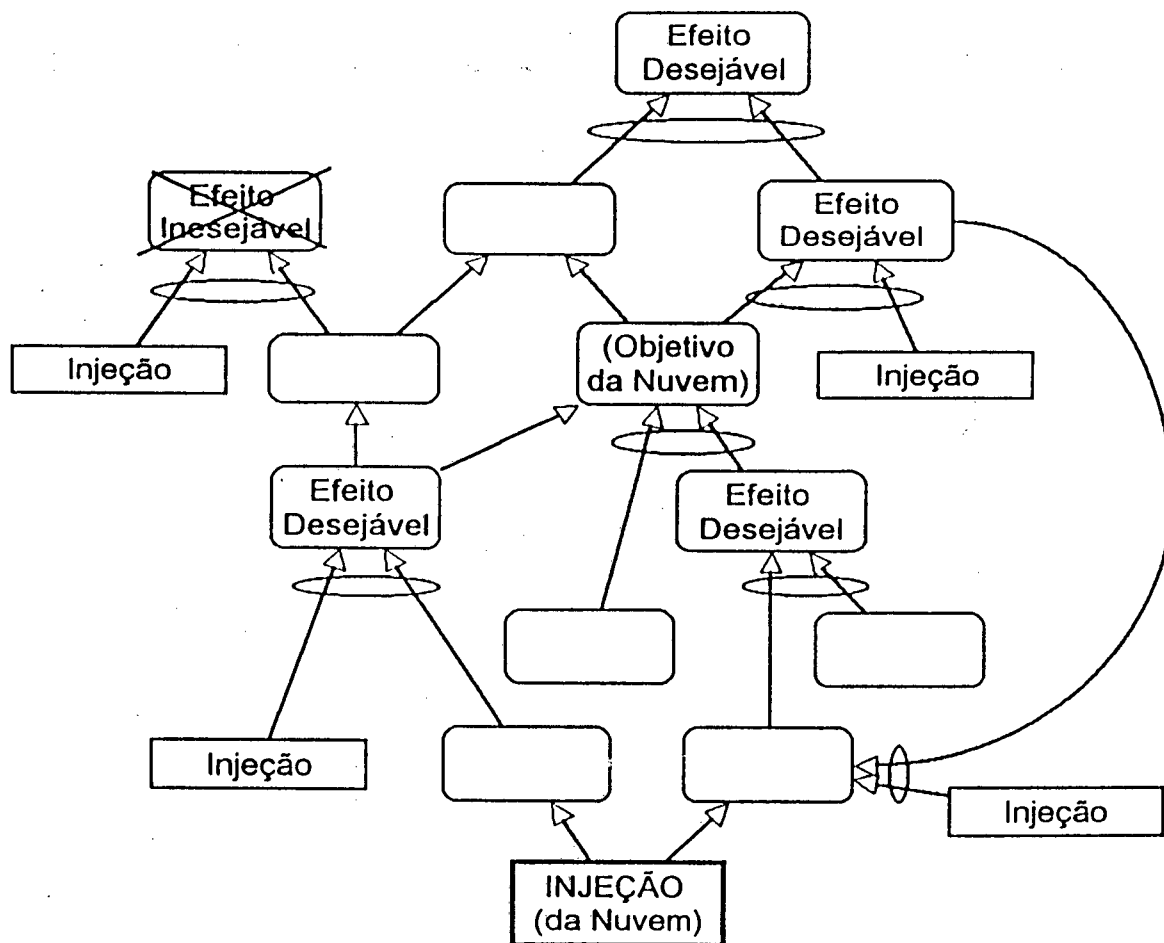 Efeito
Desejável
Efeito
Inesejável
Efeito
Desejável
Injeção
(Objetivo
da Nuvem)
Injeção
Efeito
Desejável
Efeito
Desejável
Injeção
Injeção
INJEÇÃO
(da Nuvem)